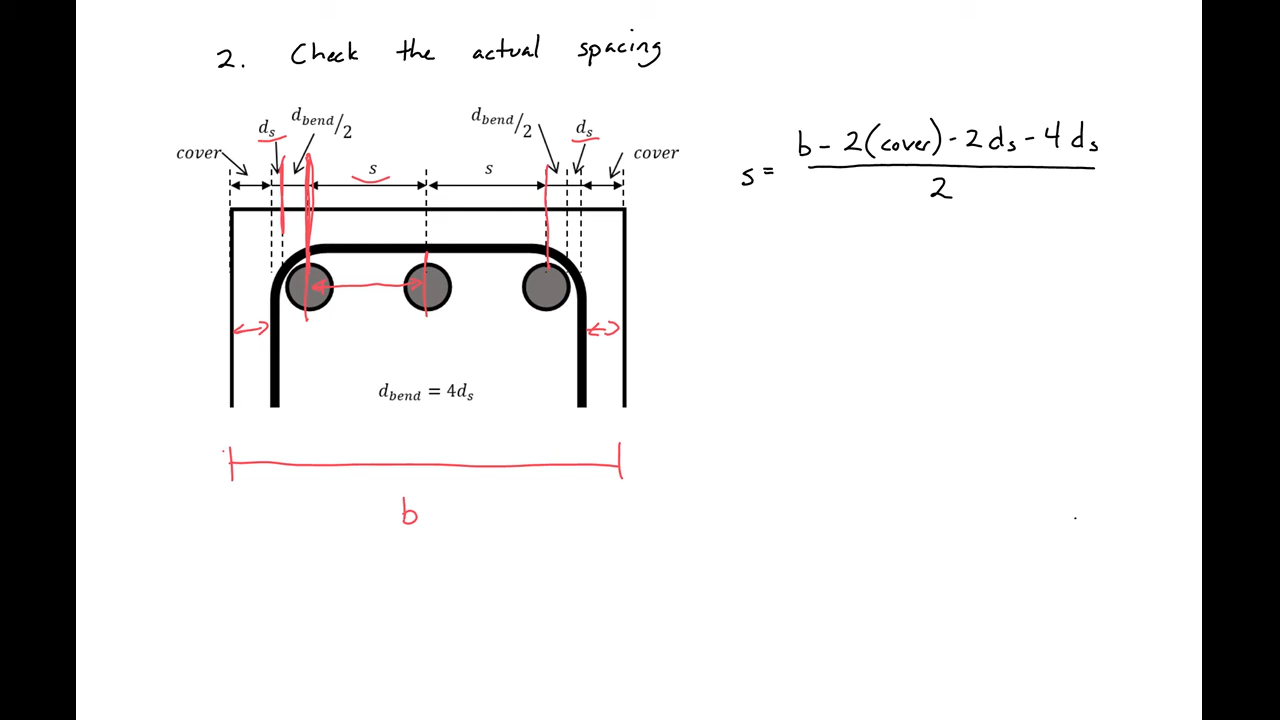 2. Check the actual spacing
d_bend/2 d_bend/2
d_s d_s
cover s s cover
s = (b - 2(cover) - 2d_s - 4d_s)/2
d_bend = 4d_s
b